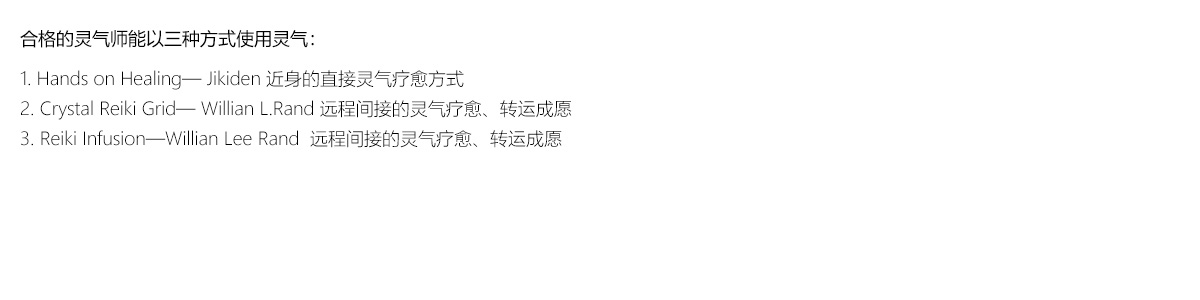 合格的灵气师能以三种方式使用灵气：
1. Hands on Healing— Jikiden 近身的直接灵气疗愈方式
2. Crystal Reiki Grid— Willian L.Rand 远程间接的灵气疗愈、转运成愿
3. Reiki Infusion—Willian Lee Rand  远程间接的灵气疗愈、转运成愿